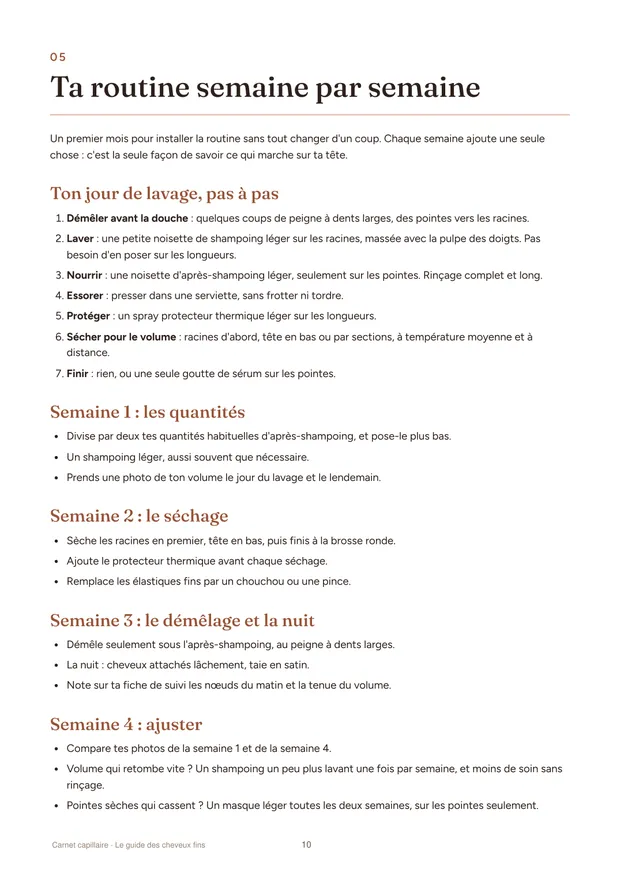 05
Ta routine semaine par semaine
Un premier mois pour installer la routine sans tout changer d'un coup. Chaque semaine ajoute une seule
chose : c'est la seule façon de savoir ce qui marche sur ta tête.
Ton jour de lavage, pas à pas
1. Démêler avant la douche : quelques coups de peigne à dents larges, des pointes vers les racines.
2. Laver : une petite noisette de shampoing léger sur les racines, massée avec la pulpe des doigts. Pas
besoin d'en poser sur les longueurs.
3. Nourrir : une noisette d'après-shampoing léger, seulement sur les pointes. Rinçage complet et long.
4. Essorer : presser dans une serviette, sans frotter ni tordre.
5. Protéger : un spray protecteur thermique léger sur les longueurs.
6. Sécher pour le volume : racines d'abord, tête en bas ou par sections, à température moyenne et à
distance.
7. Finir : rien, ou une seule goutte de sérum sur les pointes.
Semaine 1 : les quantités
• Divise par deux tes quantités habituelles d'après-shampoing, et pose-le plus bas.
• Un shampoing léger, aussi souvent que nécessaire.
• Prends une photo de ton volume le jour du lavage et le lendemain.
Semaine 2 : le séchage
• Sèche les racines en premier, tête en bas, puis finis à la brosse ronde.
• Ajoute le protecteur thermique avant chaque séchage.
• Remplace les élastiques fins par un chouchou ou une pince.
Semaine 3 : le démêlage et la nuit
• Démêle seulement sous l'après-shampoing, au peigne à dents larges.
• La nuit : cheveux attachés lâchement, taie en satin.
• Note sur ta fiche de suivi les nœuds du matin et la tenue du volume.
Semaine 4 : ajuster
• Compare tes photos de la semaine 1 et de la semaine 4.
• Volume qui retombe vite ? Un shampoing un peu plus lavant une fois par semaine, et moins de soin sans
rinçage.
• Pointes sèches qui cassent ? Un masque léger toutes les deux semaines, sur les pointes seulement.
Carnet capillaire · Le guide des cheveux fins
10